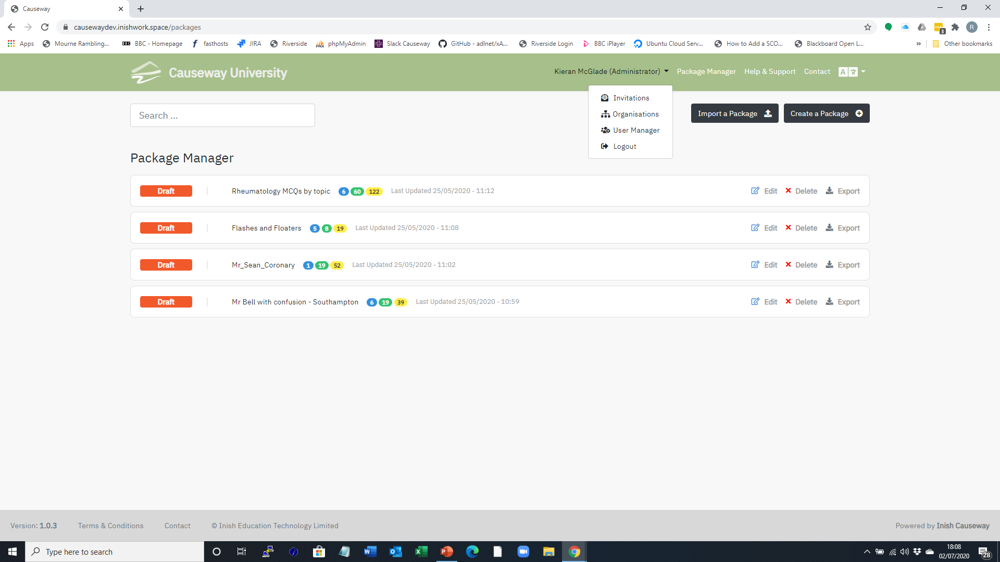 Causeway
causewaydev.inishwork.space/packages
3
R
Apps
Mourne Rambling...
BBC BBC - Homepage
fasthosts
JIRA
Riverside
PMA phpMyAdmin
Slack Causeway
GitHub - adlnet/xA...
Riverside Login
BBC iPlayer
Ubuntu Cloud Serv...
How to Add a SCO...
Blackboard Open L...
»
Other bookmarks
Causeway University
Kieran McGlade (Administrator)
Package Manager
Help & Support
Contact
A文
Invitations
Organisations
User Manager
Logout
Search ...
Import a Package
Create a Package
Package Manager
Draft Rheumatology MCQs by topic 6 60 122 Last Updated 25/05/2020 - 11:12 Edit Delete Export
Draft Flashes and Floaters 5 8 19 Last Updated 25/05/2020 - 11:08 Edit Delete Export
Draft Mr_Sean_Coronary 1 19 52 Last Updated 25/05/2020 - 11:02 Edit Delete Export
Draft Mr Bell with confusion - Southampton 6 19 39 Last Updated 25/05/2020 - 10:59 Edit Delete Export
Version: 1.0.3
Terms & Conditions
Contact
© Inish Education Technology Limited
Powered by Inish Causeway
Type here to search
18:08
02/07/2020
28